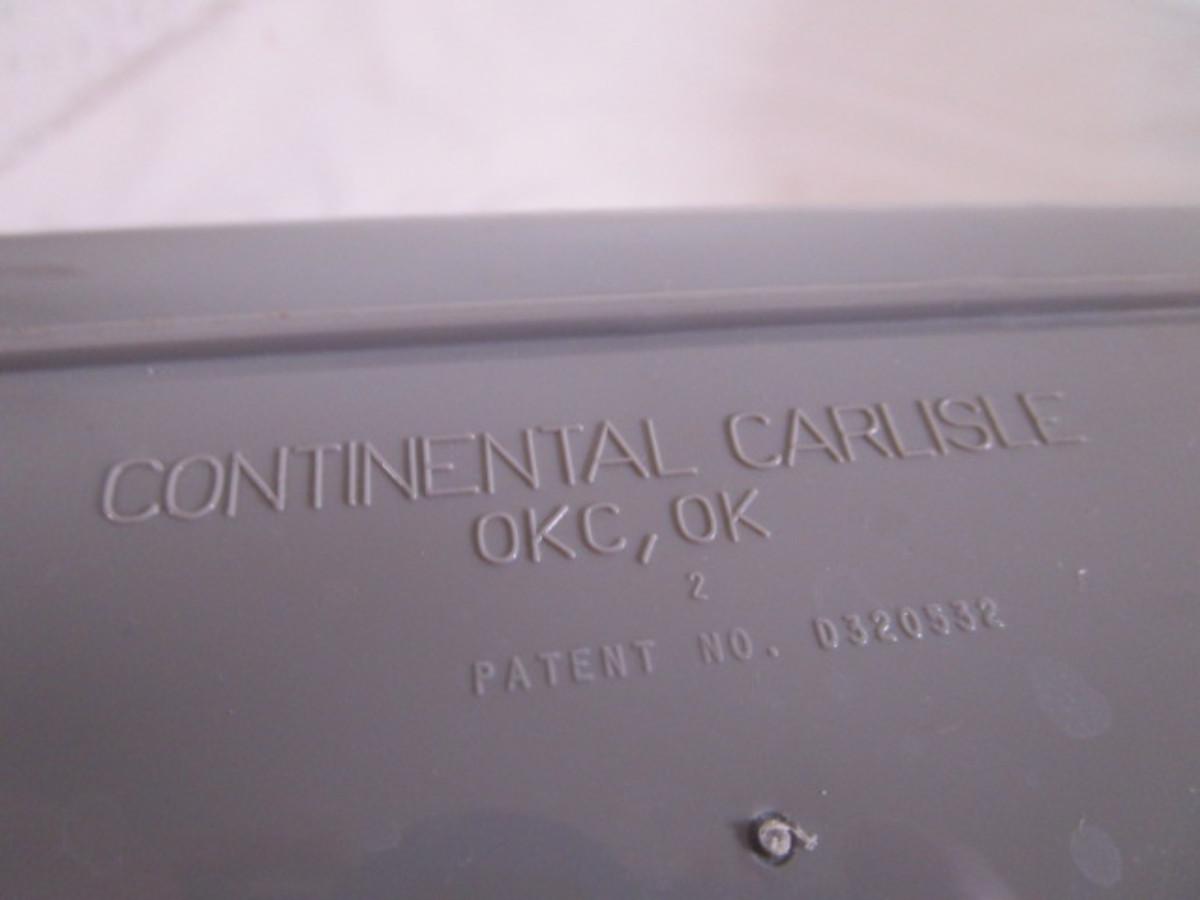 CONTINENTAL CARLISLE
OKC, OK
2
PATENT NO. D320532